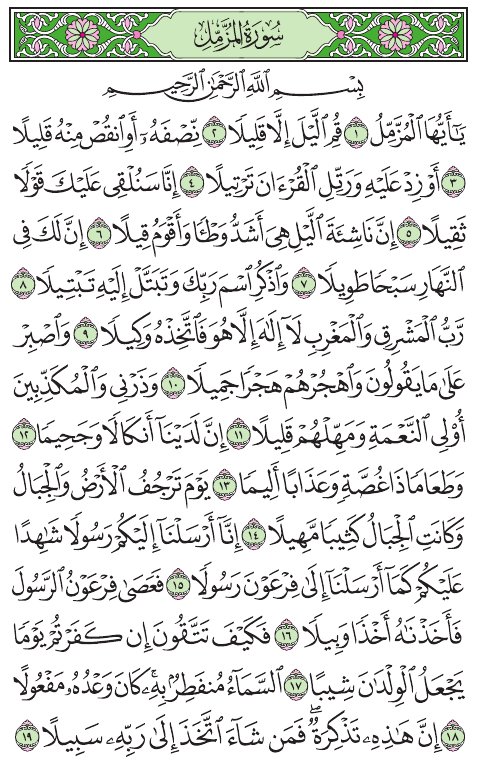 سُورَةُ المُزَّمِّلِ
بِسْمِ ٱللَّهِ ٱلرَّحْمَٰنِ ٱلرَّحِيمِ
يَٰٓأَيُّهَا ٱلْمُزَّمِّلُ ١ قُمِ ٱلَّيْلَ إِلَّا قَلِيلًا ٢ نِّصْفَهُۥٓ أَوِ ٱنقُصْ مِنْهُ قَلِيلًا
٣ أَوْ زِدْ عَلَيْهِ وَرَتِّلِ ٱلْقُرْءَانَ تَرْتِيلًا ٤ إِنَّا سَنُلْقِى عَلَيْكَ قَوْلًا
ثَقِيلًا ٥ إِنَّ نَاشِئَةَ ٱلَّيْلِ هِىَ أَشَدُّ وَطْـًٔا وَأَقْوَمُ قِيلًا ٦ إِنَّ لَكَ فِى
ٱلنَّهَارِ سَبْحًا طَوِيلًا ٧ وَٱذْكُرِ ٱسْمَ رَبِّكَ وَتَبَتَّلْ إِلَيْهِ تَبْتِيلًا ٨
رَّبُّ ٱلْمَشْرِقِ وَٱلْمَغْرِبِ لَآ إِلَٰهَ إِلَّا هُوَ فَٱتَّخِذْهُ وَكِيلًا ٩ وَٱصْبِرْ
عَلَىٰ مَا يَقُولُونَ وَٱهْجُرْهُمْ هَجْرًا جَمِيلًا ١٠ وَذَرْنِى وَٱلْمُكَذِّبِينَ
أُو۟لِى ٱلنَّعْمَةِ وَمَهِّلْهُمْ قَلِيلًا ١١ إِنَّ لَدَيْنَآ أَنكَالًا وَجَحِيمًا ١٢
وَطَعَامًا ذَا غُصَّةٍ وَعَذَابًا أَلِيمًا ١٣ يَوْمَ تَرْجُفُ ٱلْأَرْضُ وَٱلْجِبَالُ
وَكَانَتِ ٱلْجِبَالُ كَثِيبًا مَّهِيلًا ١٤ إِنَّآ أَرْسَلْنَآ إِلَيْكُمْ رَسُولًا شَٰهِدًا
عَلَيْكُمْ كَمَآ أَرْسَلْنَآ إِلَىٰ فِرْعَوْنَ رَسُولًا ١٥ فَعَصَىٰ فِرْعَوْنُ ٱلرَّسُولَ
فَأَخَذْنَٰهُ أَخْذًا وَبِيلًا ١٦ فَكَيْفَ تَتَّقُونَ إِن كَفَرْتُمْ يَوْمًا
يَجْعَلُ ٱلْوِلْدَٰنَ شِيبًا ١٧ ٱلسَّمَآءُ مُنفَطِرٌۢ بِهِۦۚ كَانَ وَعْدُهُۥ مَفْعُولًا
١٨ إِنَّ هَٰذِهِۦ تَذْكِرَةٌۖ فَمَن شَآءَ ٱتَّخَذَ إِلَىٰ رَبِّهِۦ سَبِيلًا ١٩